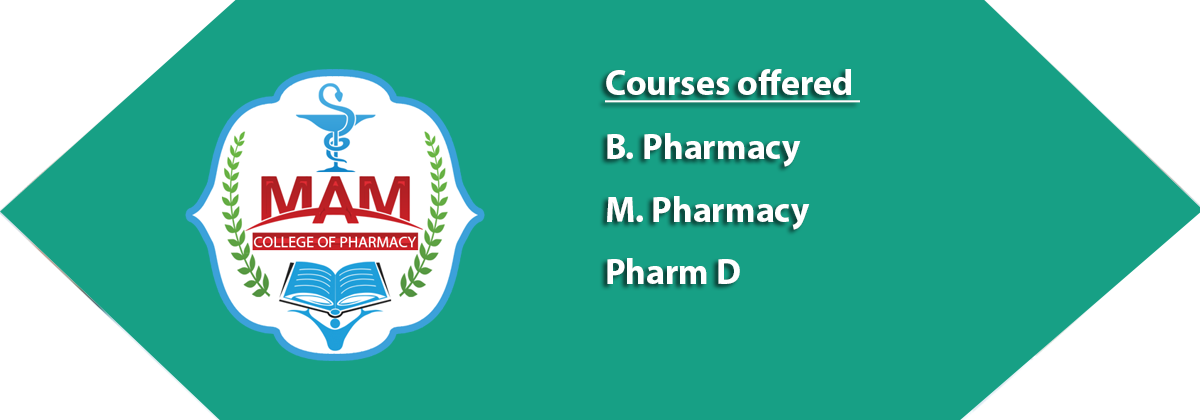 MAM
COLLEGE OF PHARMACY
Courses offered
B. Pharmacy
M. Pharmacy
Pharm D